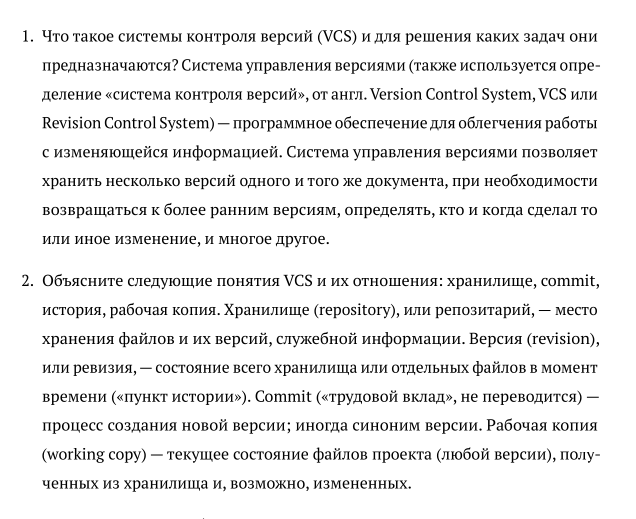 1. Что такое системы контроля версий (VCS) и для решения каких задач они
предназначаются? Система управления версиями (также используется опре-
деление «система контроля версий», от англ. Version Control System, VCS или
Revision Control System) — программное обеспечение для облегчения работы
с изменяющейся информацией. Система управления версиями позволяет
хранить несколько версий одного и того же документа, при необходимости
возвращаться к более ранним версиям, определять, кто и когда сделал то
или иное изменение, и многое другое.
2. Объясните следующие понятия VCS и их отношения: хранилище, commit,
история, рабочая копия. Хранилище (repository), или репозитарий, — место
хранения файлов и их версий, служебной информации. Версия (revision),
или ревизия, — состояние всего хранилища или отдельных файлов в момент
времени («пункт истории»). Commit («трудовой вклад», не переводится) —
процесс создания новой версии; иногда синоним версии. Рабочая копия
(working copy) — текущее состояние файлов проекта (любой версии), полу-
ченных из хранилища и, возможно, измененных.